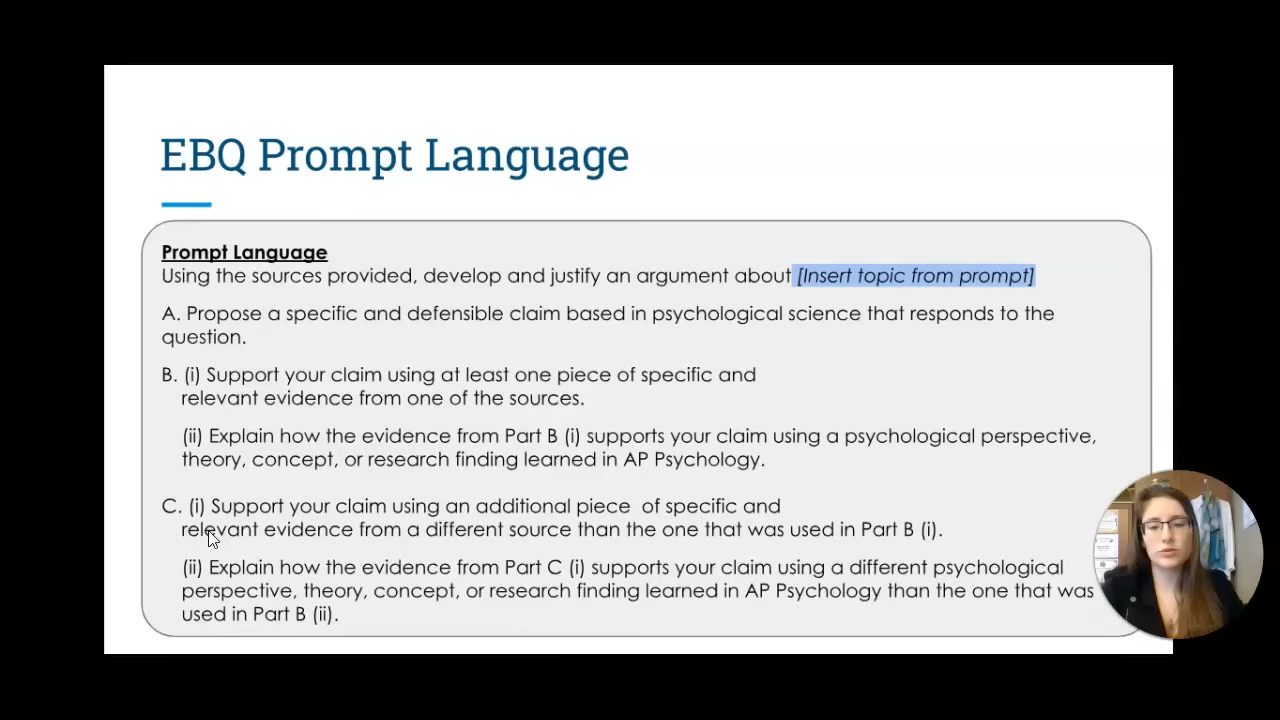 EBQ Prompt Language
Prompt Language
Using the sources provided, develop and justify an argument about [Insert topic from prompt]
A. Propose a specific and defensible claim based in psychological science that responds to the
question.
B. (i) Support your claim using at least one piece of specific and
relevant evidence from one of the sources.
(ii) Explain how the evidence from Part B (i) supports your claim using a psychological perspective,
theory, concept, or research finding learned in AP Psychology.
C. (i) Support your claim using an additional piece of specific and
relevant evidence from a different source than the one that was used in Part B (i).
(ii) Explain how the evidence from Part C (i) supports your claim using a different psychological
perspective, theory, concept, or research finding learned in AP Psychology than the one that was
used in Part B (ii).